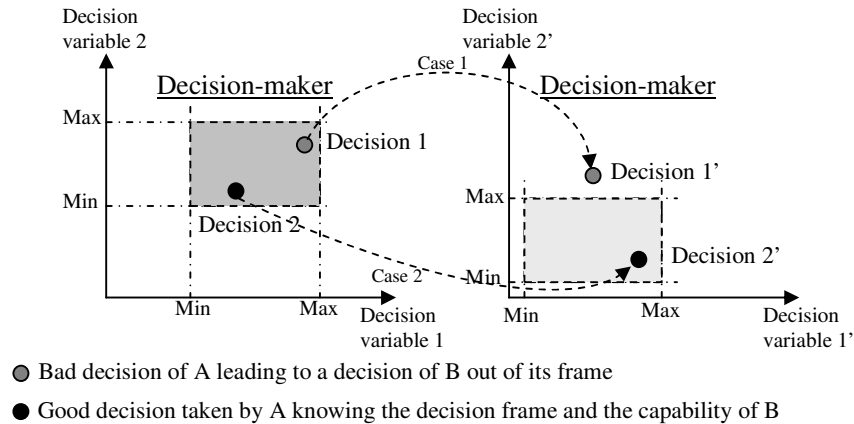 Decision
variable 2
Decision-maker
Max
Decision 1
Min
Decision 2
Min
Max
Decision
variable 1
Case 1
Case 2
Decision
variable 2’
Decision-maker
Decision 1’
Max
Decision 2’
Min
Min
Max
Decision
variable 1’
Bad decision of A leading to a decision of B out of its frame
Good decision taken by A knowing the decision frame and the capability of B